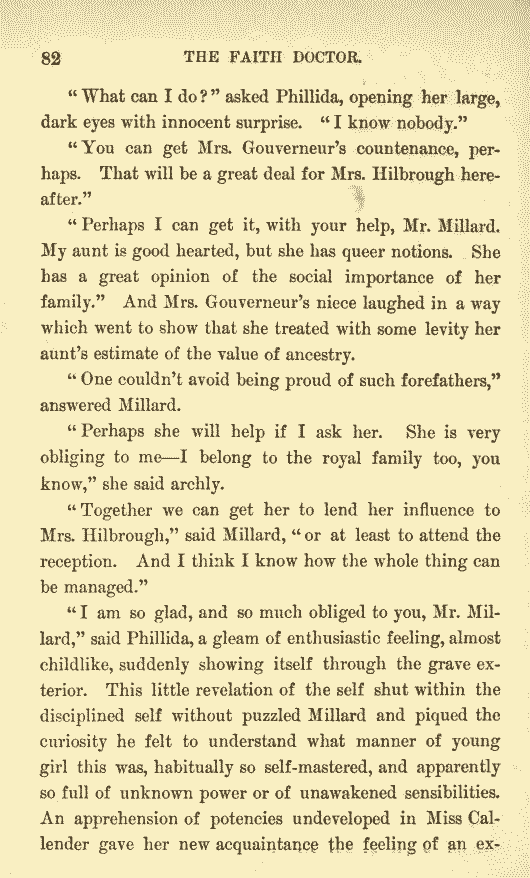 82 THE FAITH DOCTOR.
“What can I do?” asked Phillida, opening her large,
dark eyes with innocent surprise. “I know nobody.”
“You can get Mrs. Gouverneur’s countenance, per-
haps. That will be a great deal for Mrs. Hilbrough here-
after.”
“Perhaps I can get it, with your help, Mr. Millard.
My aunt is good hearted, but she has queer notions. She
has a great opinion of the social importance of her
family.” And Mrs. Gouverneur’s niece laughed in a way
which went to show that she treated with some levity her
aunt’s estimate of the value of ancestry.
“One couldn’t avoid being proud of such forefathers,”
answered Millard.
“Perhaps she will help if I ask her. She is very
obliging to me—I belong to the royal family too, you
know,” she said archly.
“Together we can get her to lend her influence to
Mrs. Hilbrough,” said Millard, “or at least to attend the
reception. And I think I know how the whole thing can
be managed.”
“I am so glad, and so much obliged to you, Mr. Mil-
lard,” said Phillida, a gleam of enthusiastic feeling, almost
childlike, suddenly showing itself through the grave ex-
terior. This little revelation of the self shut within the
disciplined self without puzzled Millard and piqued the
curiosity he felt to understand what manner of young
girl this was, habitually so self-mastered, and apparently
so full of unknown power or of unawakened sensibilities.
An apprehension of potencies undeveloped in Miss Cal-
lender gave her new acquaintance the feeling of an ex-